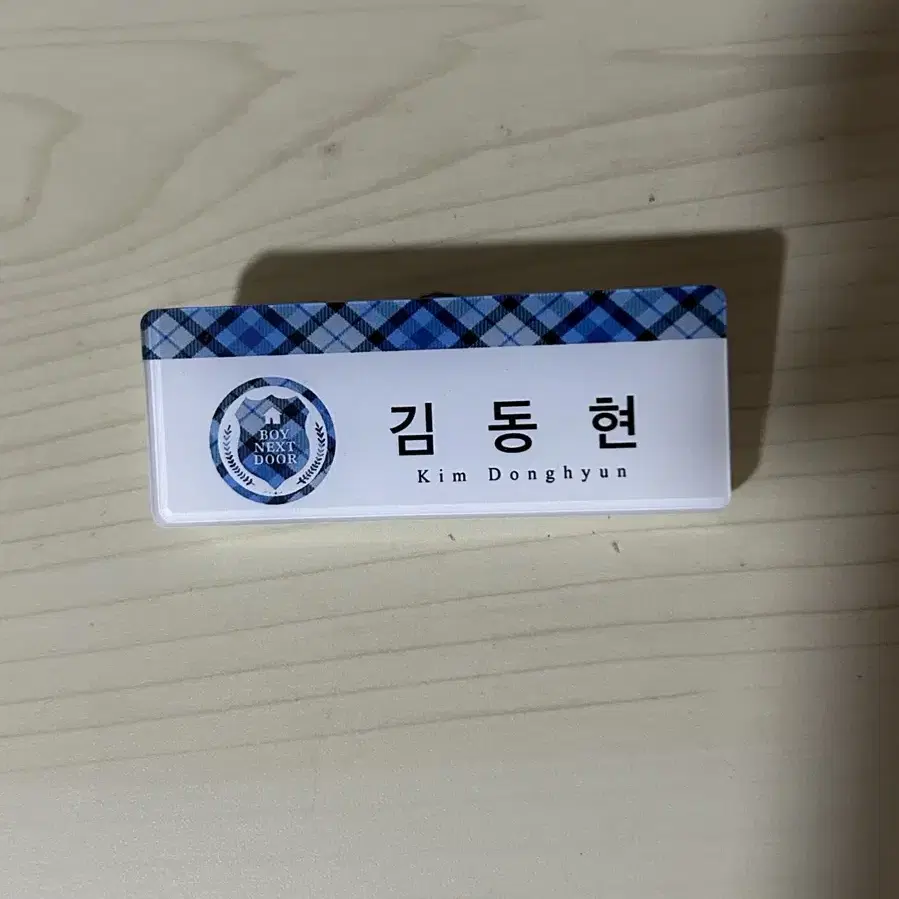 BOY
NEXT
DOOR
김 동 현
Kim Donghyun